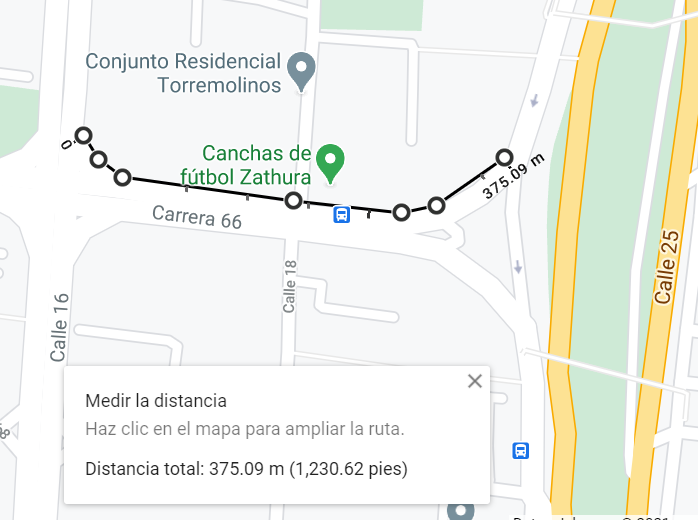 Conjunto Residencial
Torremolinos
0
Canchas de
fútbol Zathura
375.09 m
Carrera 66
Calle 18
Calle 25
Calle 16
Medir la distancia
Haz clic en el mapa para ampliar la ruta.
Distancia total: 375.09 m (1,230.62 pies)